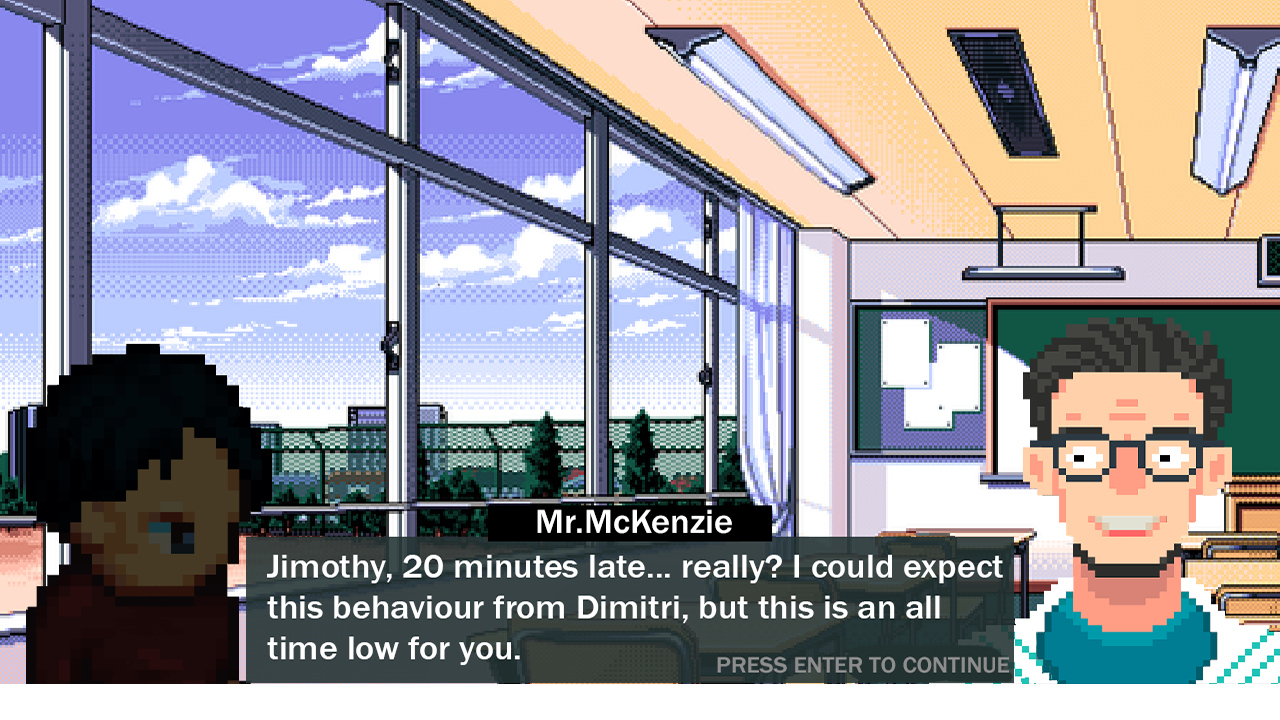 Mr.McKenzie
Jimothy, 20 minutes late... really? I could expect
this behaviour from Dimitri, but this is an all
time low for you.
PRESS ENTER TO CONTINUE